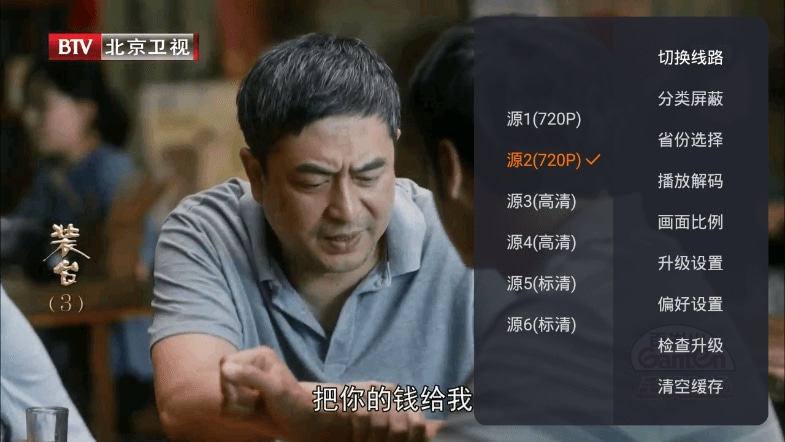 BTV 北京卫视
装台
(3)
把你的钱给我
源1(720P)
源2(720P)
源3(高清)
源4(高清)
源5(标清)
源6(标清)
切换线路
分类屏蔽
省份选择
播放解码
画面比例
升级设置
偏好设置
检查升级
清空缓存